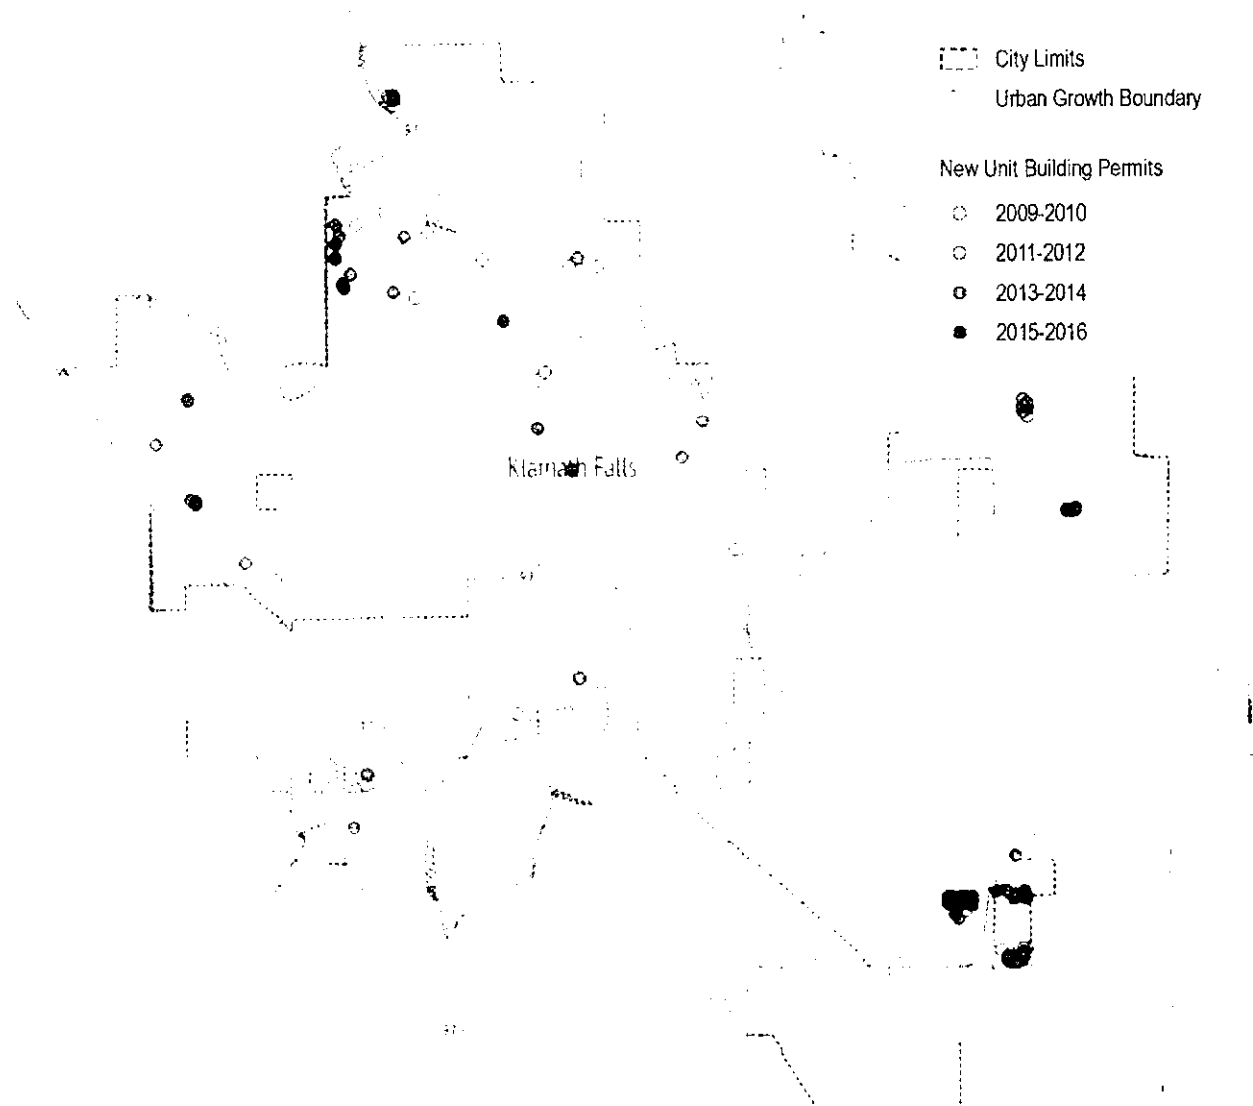 City Limits
Urban Growth Boundary
New Unit Building Permits
2009-2010
2011-2012
2013-2014
2015-2016
Klamath Falls
97